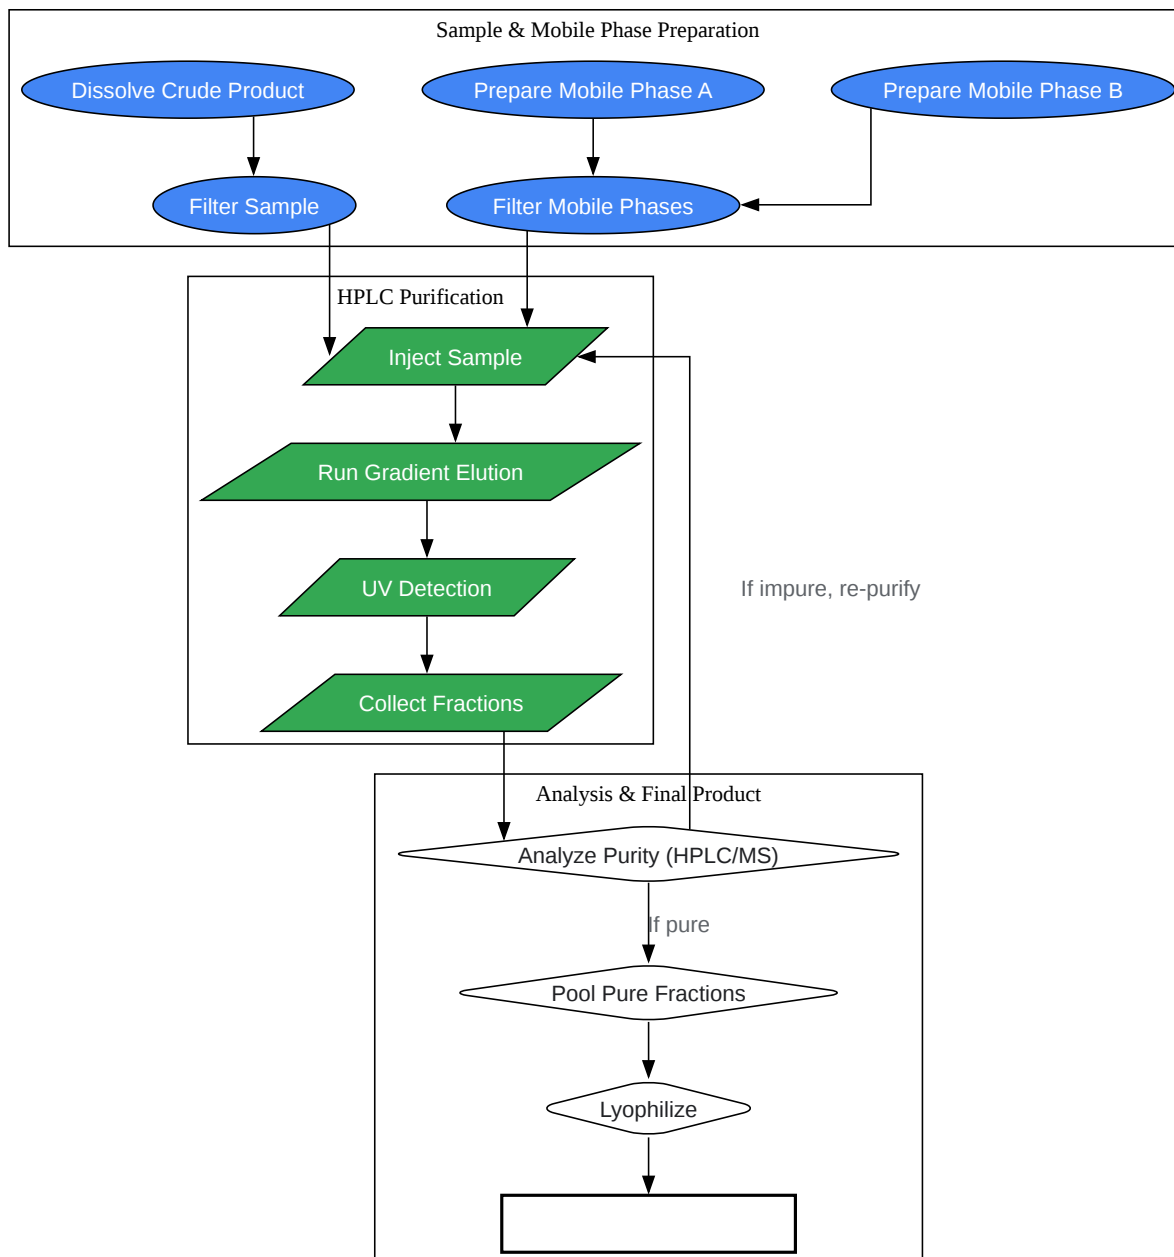 Sample & Mobile Phase Preparation
Dissolve Crude Product
Prepare Mobile Phase A
Prepare Mobile Phase B
Filter Sample
Filter Mobile Phases
HPLC Purification
Inject Sample
Run Gradient Elution
UV Detection
If impure, re-purify
Collect Fractions
Analysis & Final Product
Analyze Purity (HPLC/MS)
If pure
Pool Pure Fractions
Lyophilize